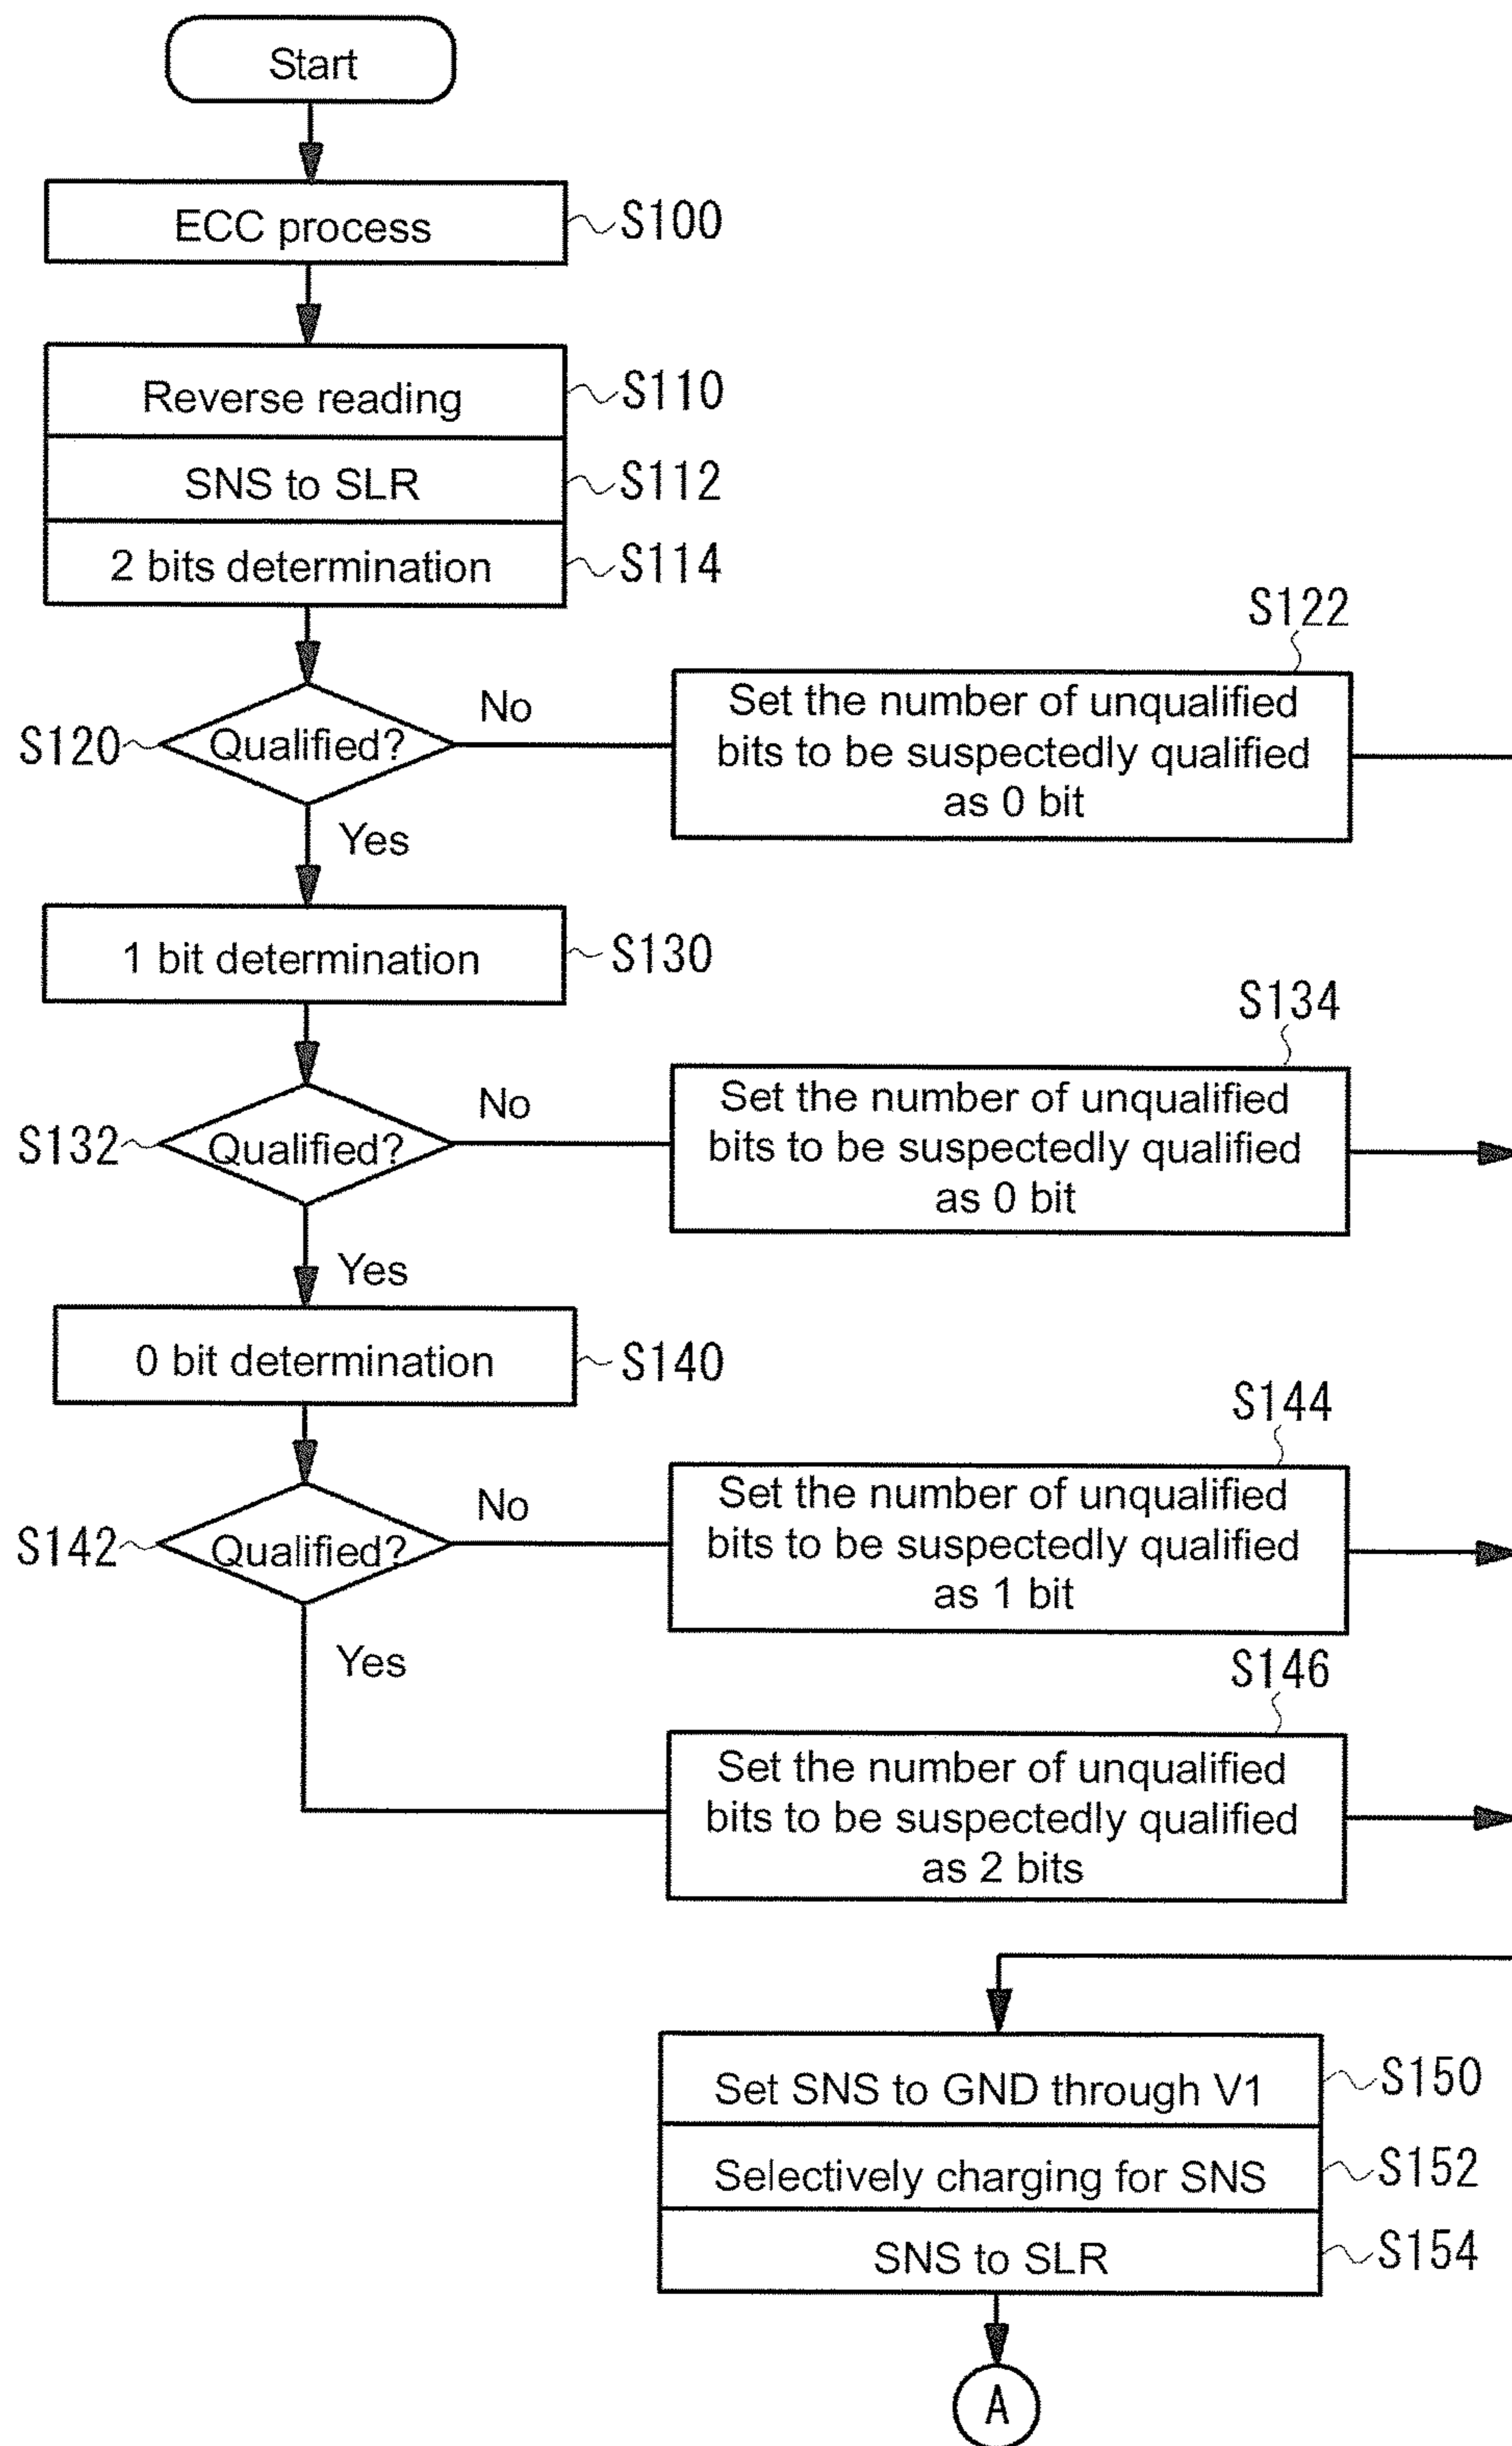 Start
ECC process
S100
Reverse reading
S110
SNS to SLR
S112
2 bits determination
S114
S120
Qualified?
No
Yes
S122
Set the number of unqualified
bits to be suspectedly qualified
as 0 bit
1 bit determination
S130
S132
Qualified?
No
Yes
S134
Set the number of unqualified
bits to be suspectedly qualified
as 0 bit
0 bit determination
S140
S142
Qualified?
No
Yes
S144
Set the number of unqualified
bits to be suspectedly qualified
as 1 bit
S146
Set the number of unqualified
bits to be suspectedly qualified
as 2 bits
Set SNS to GND through V1
S150
Selectively charging for SNS
S152
SNS to SLR
S154
A